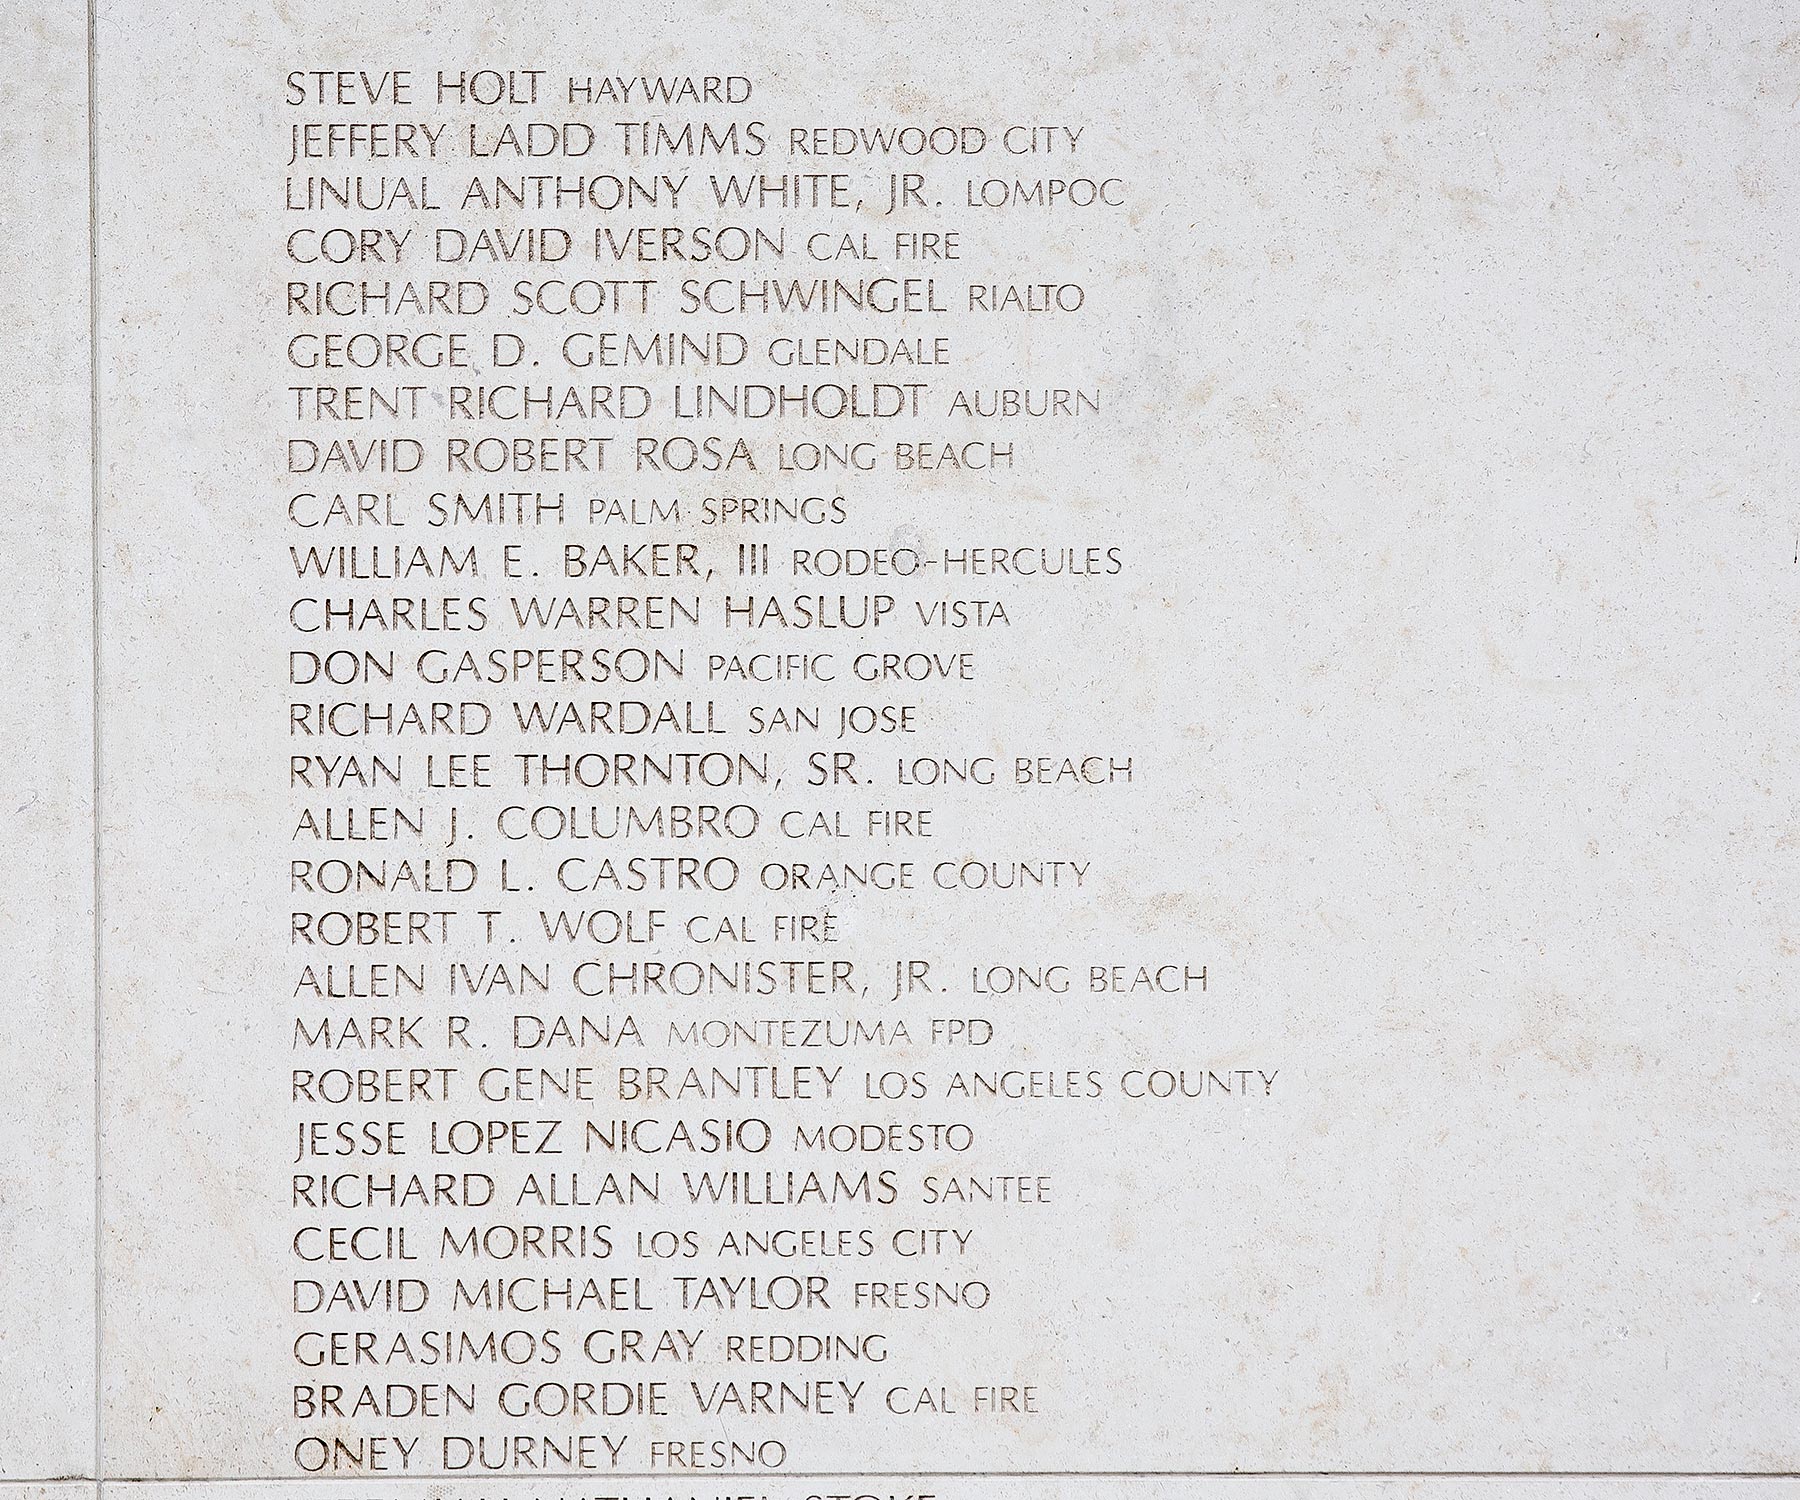 STEVE HOLT HAYWARD
JEFFERY LADD TIMMS REDWOOD CITY
LINUAL ANTHONY WHITE, JR. LOMPOC
CORY DAVID IVERSON CAL FIRE
RICHARD SCOTT SCHWINGEL RIALTO
GEORGE D. GEMIND GLENDALE
TRENT RICHARD LINDHOLDT AUBURN
DAVID ROBERT ROSA LONG BEACH
CARL SMITH PALM SPRINGS
WILLIAM E. BAKER, III RODEO-HERCULES
CHARLES WARREN HASLUP VISTA
DON GASPERSON PACIFIC GROVE
RICHARD WARDALL SAN JOSE
RYAN LEE THORNTON, SR. LONG BEACH
ALLEN J. COLUMBRO CAL FIRE
RONALD L. CASTRO ORANGE COUNTY
ROBERT T. WOLF CAL FIRE
ALLEN IVAN CHRONISTER, JR. LONG BEACH
MARK R. DANA MONTEZUMA FPD
ROBERT GENE BRANTLEY LOS ANGELES COUNTY
JESSE LOPEZ NICASIO MODESTO
RICHARD ALLAN WILLIAMS SANTEE
CECIL MORRIS LOS ANGELES CITY
DAVID MICHAEL TAYLOR FRESNO
GERASIMOS GRAY REDDING
BRADEN GORDIE VARNEY CAL FIRE
ONEY DURNEY FRESNO
NATHANIEL STOKE